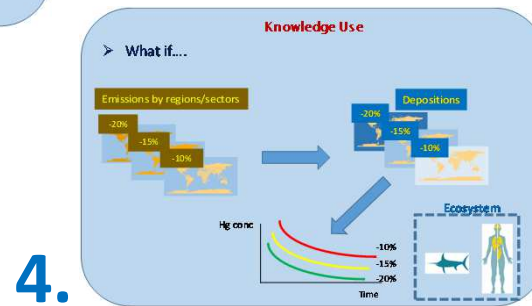 Knowledge Use
➤ What if....
Emissions by regions/sectors
-20%
-15%
-10%
Depositions
-20%
-15%
-10%
Hg conc
-10%
-15%
-20%
Time
Ecosystem
4.